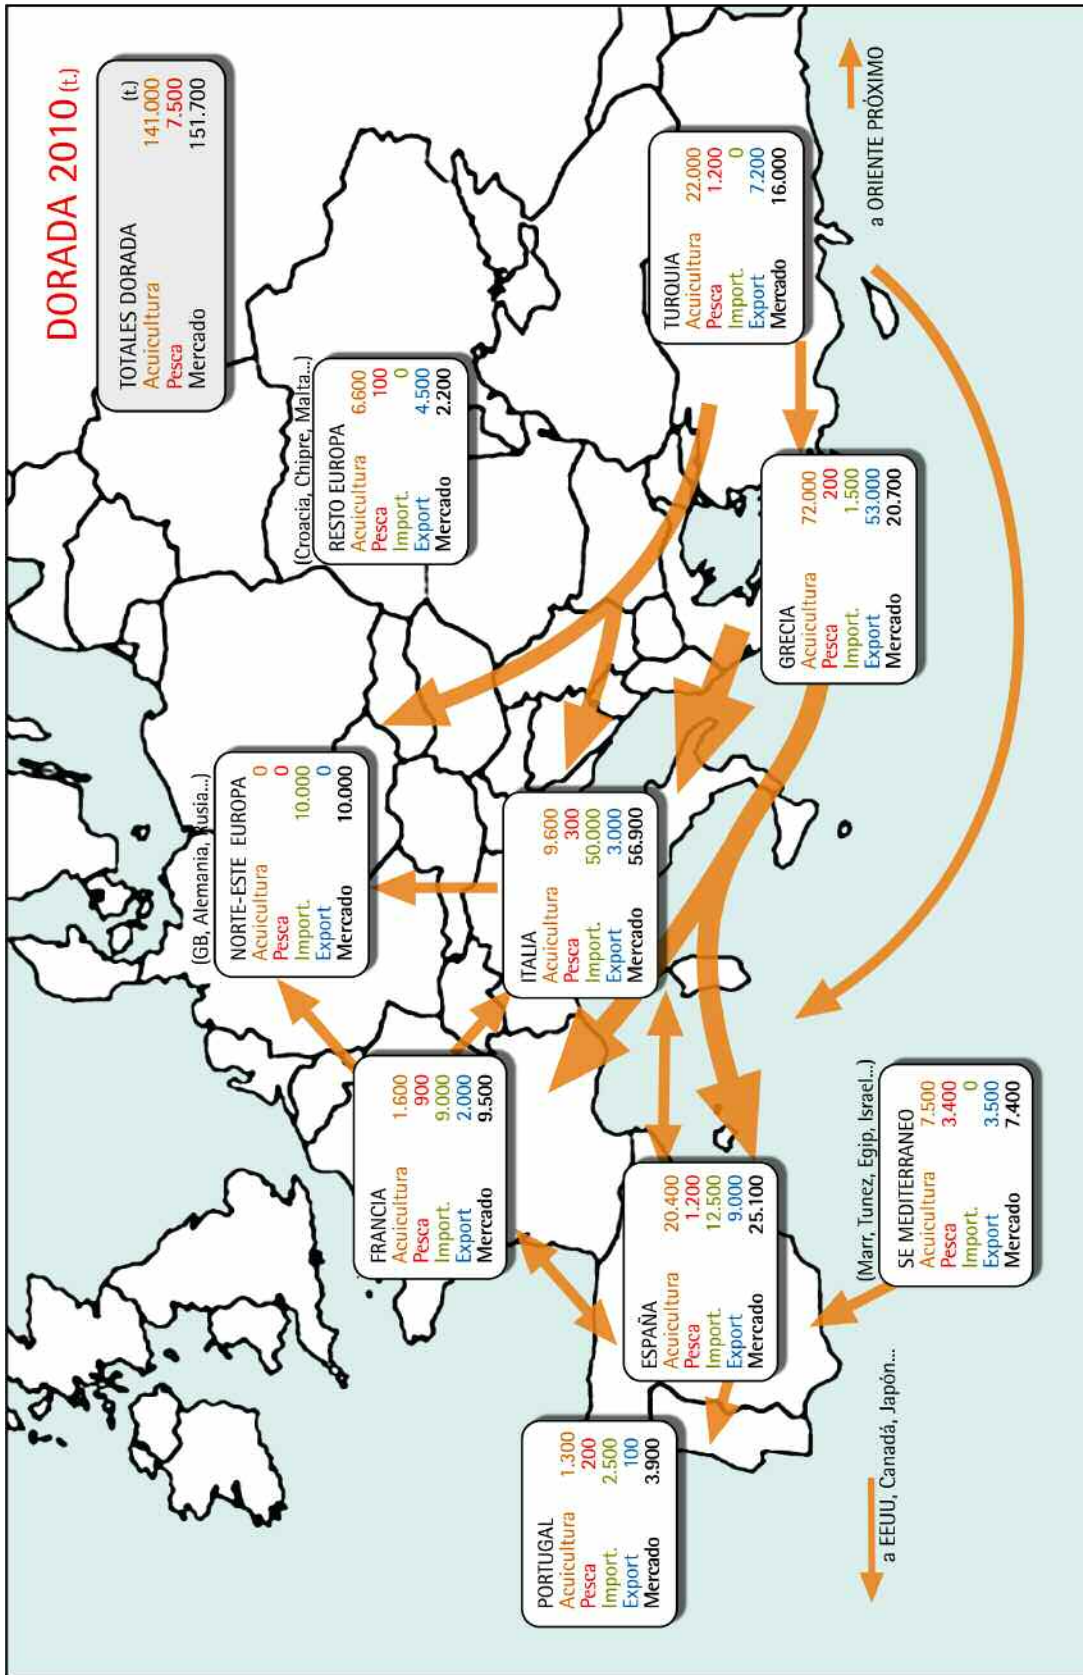 DORADA 2010 (t.)
TOTALES DORADA (t.)
Acuicultura 141.000
Pesca 7.500
Mercado 151.700
(GB, Alemania, Rusia...)
NORTE-ESTE EUROPA
Acuicultura 0
Pesca 0
Import. 10.000
Export 0
Mercado 10.000
(Croacia, Chipre, Malta...)
RESTO EUROPA
Acuicultura 6.600
Pesca 100
Import. 0
Export 4.500
Mercado 2.200
FRANCIA
Acuicultura 1.600
Pesca 900
Import. 9.000
Export 2.000
Mercado 9.500
ITALIA
Acuicultura 9.600
Pesca 300
Import. 50.000
Export 3.000
Mercado 56.900
PORTUGAL
Acuicultura 1.300
Pesca 200
Import. 2.500
Export 100
Mercado 3.900
ESPAÑA
Acuicultura 20.400
Pesca 1.200
Import. 12.500
Export 9.000
Mercado 25.100
TURQUIA
Acuicultura 22.000
Pesca 1.200
Import. 0
Export 7.200
Mercado 16.000
GRECIA
Acuicultura 72.000
Pesca 200
Import. 1.500
Export 53.000
Mercado 20.700
(Marr, Tunez, Egip, Israel...)
SE MEDITERRANEO
Acuicultura 7.500
Pesca 3.400
Import. 0
Export 3.500
Mercado 7.400
a EEUU, Canadá, Japón...
a ORIENTE PRÓXIMO